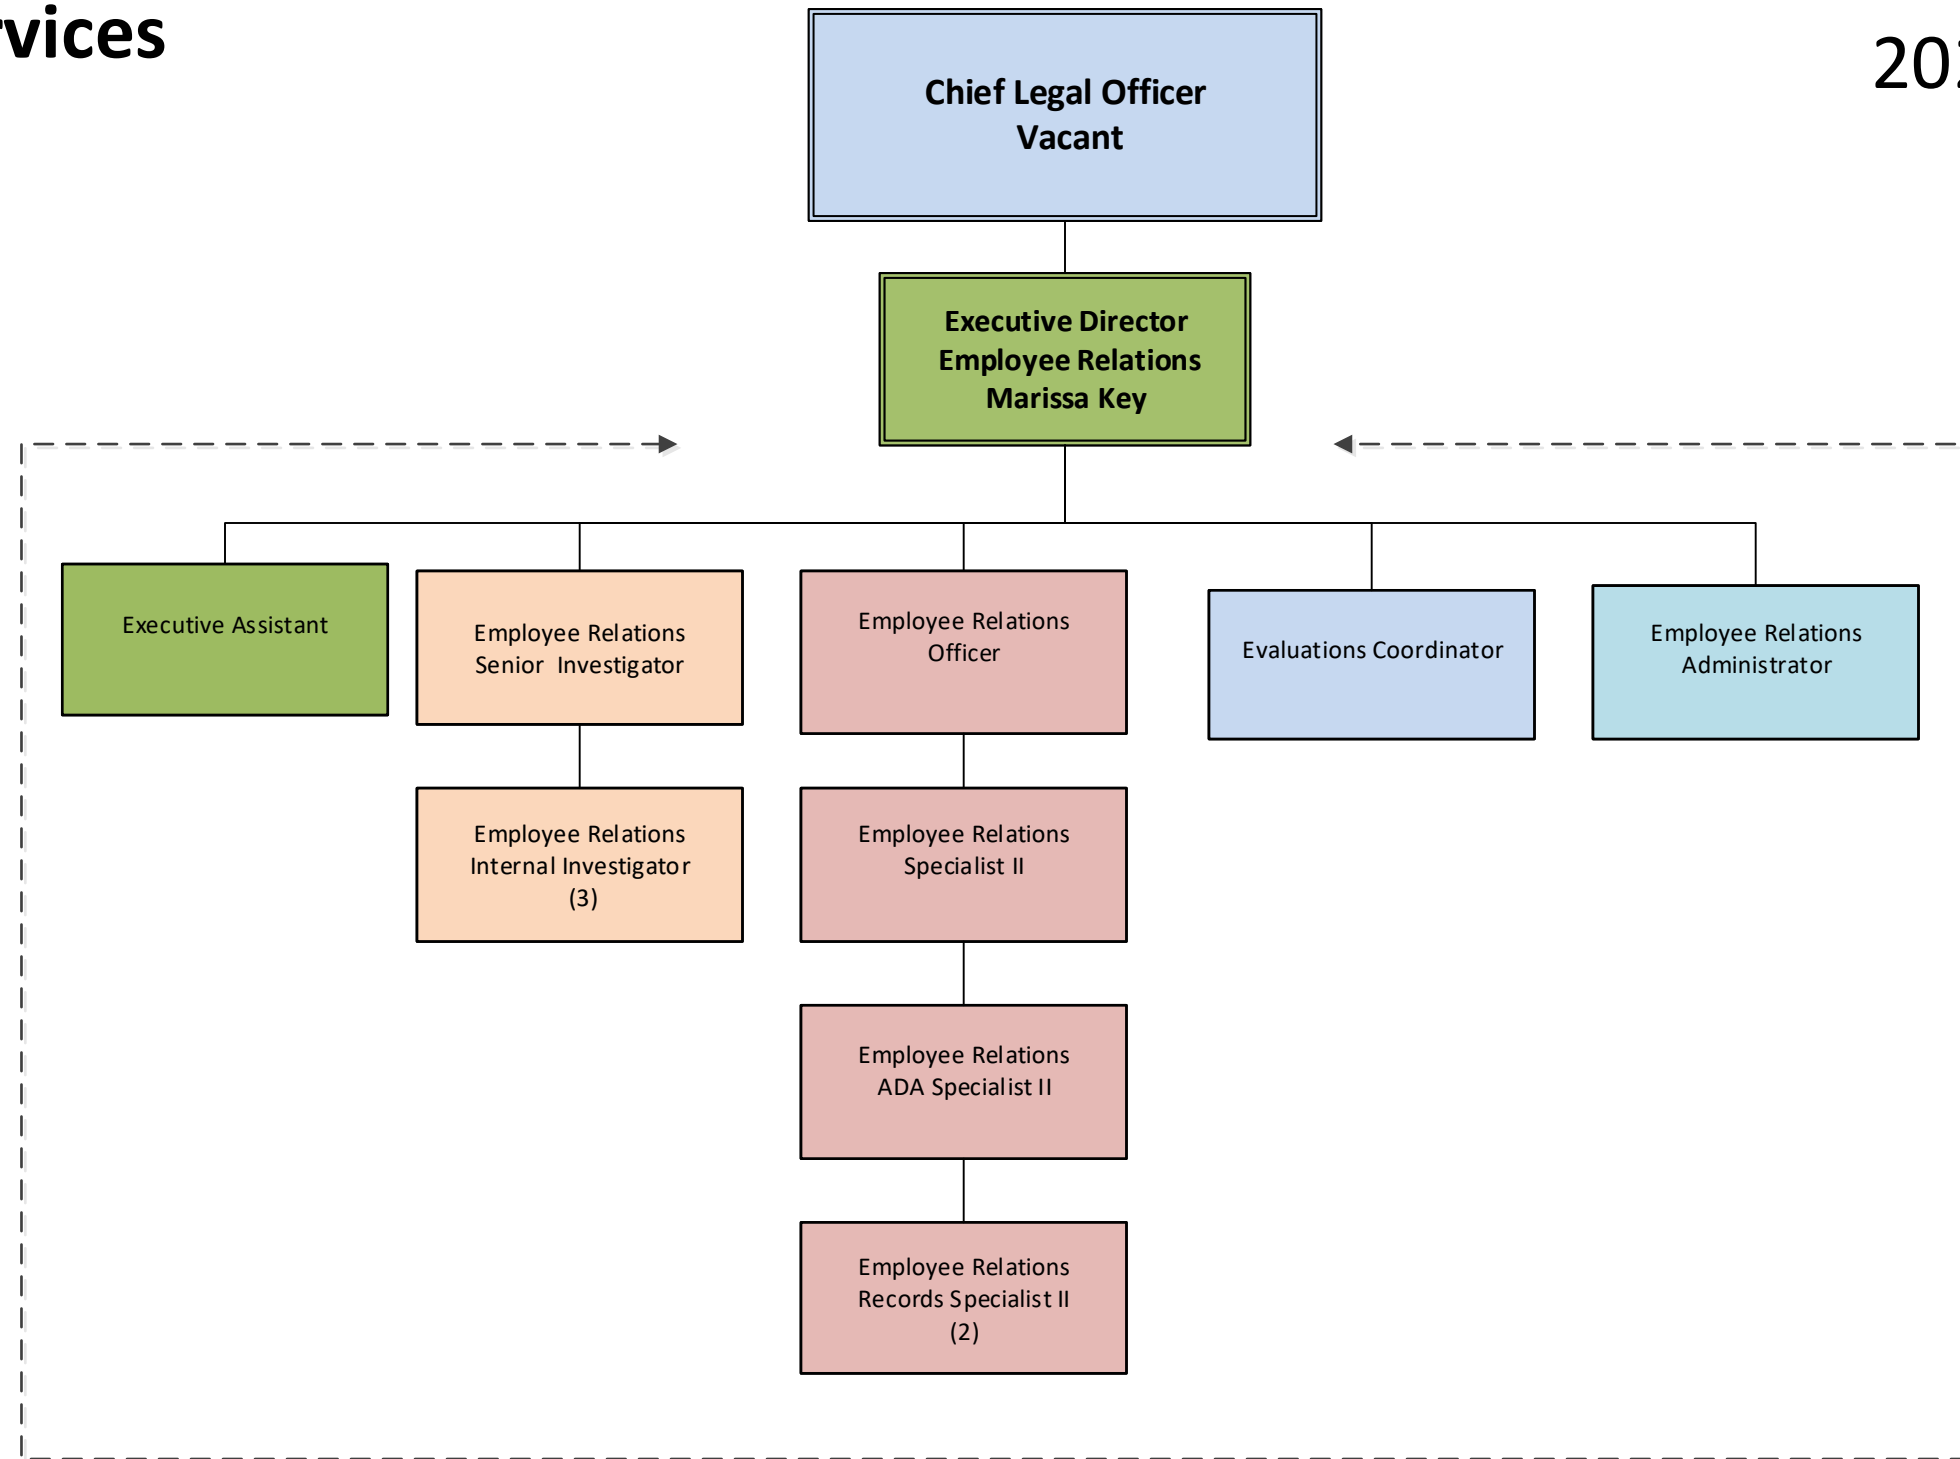 rvices
202
Chief Legal Officer
Vacant
Executive Director
Employee Relations
Marissa Key
Executive Assistant
Employee Relations
Senior Investigator
Employee Relations
Officer
Evaluations Coordinator
Employee Relations
Administrator
Employee Relations
Internal Investigator
(3)
Employee Relations
Specialist II
Employee Relations
ADA Specialist II
Employee Relations
Records Specialist II
(2)